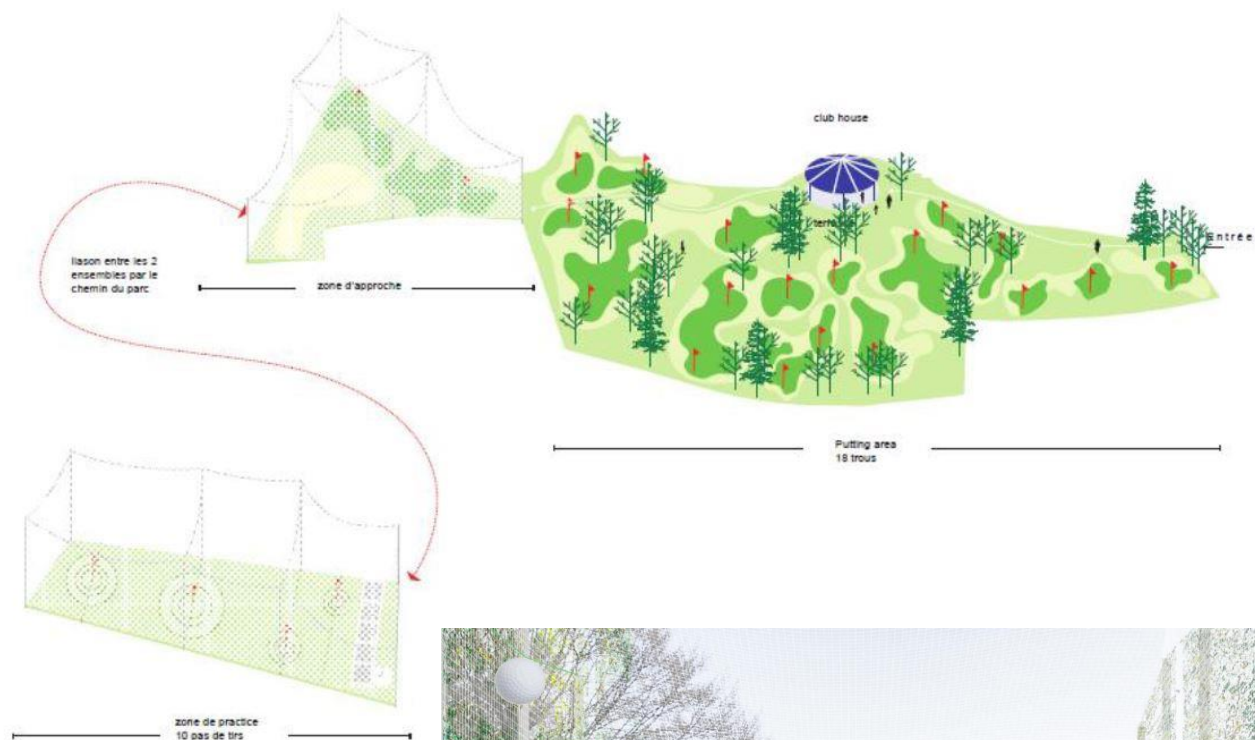 club house
terrasse
Entrée
liason entre les 2
ensembles par le
chemin du parc
zone d'approche
Putting area
18 trous
zone de practice
10 pas de tirs